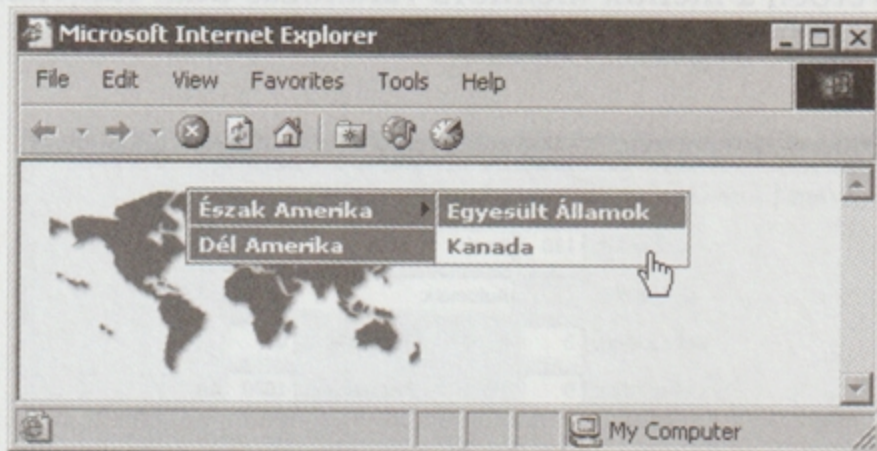 Microsoft Internet Explorer
File Edit View Favorites Tools Help
Észak Amerika Egyesült Államok
Dél Amerika Kanada
My Computer